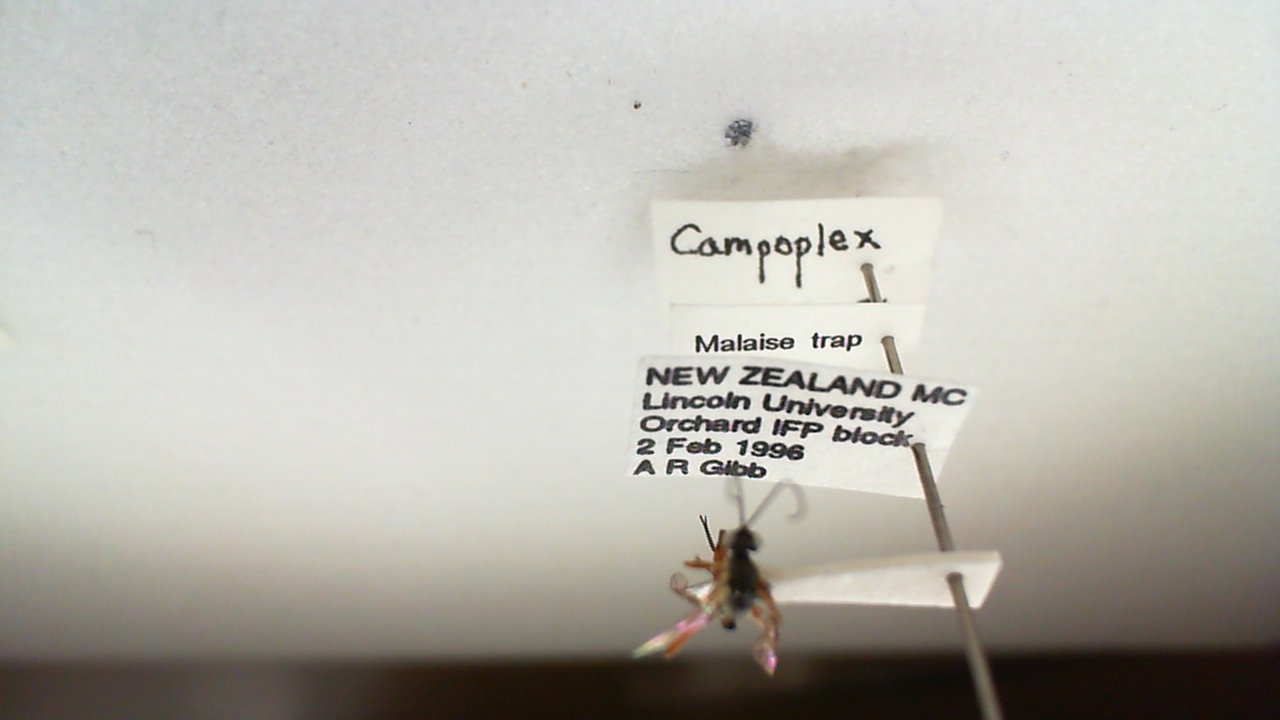 Campoplex
Malaise trap
NEW ZEALAND MC
Lincoln University
Orchard IFP block
2 Feb 1996
A R Gibb